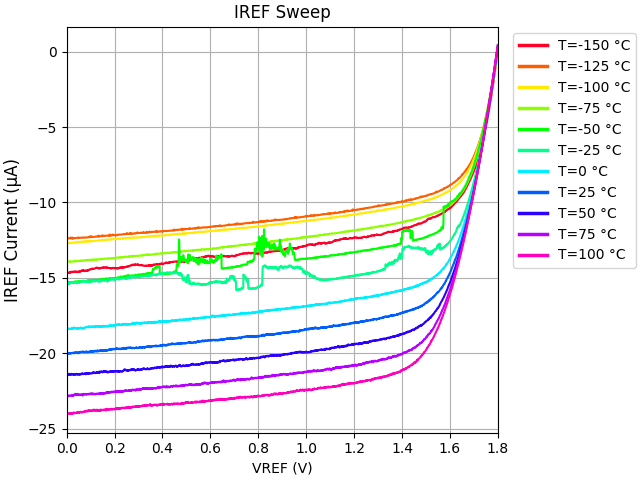 IREF Sweep
IREF Current (μA)
0
−5
−10
−15
−20
−25
0.0 0.2 0.4 0.6 0.8 1.0 1.2 1.4 1.6 1.8
VREF (V)
T=-150 °C
T=-125 °C
T=-100 °C
T=-75 °C
T=-50 °C
T=-25 °C
T=0 °C
T=25 °C
T=50 °C
T=75 °C
T=100 °C